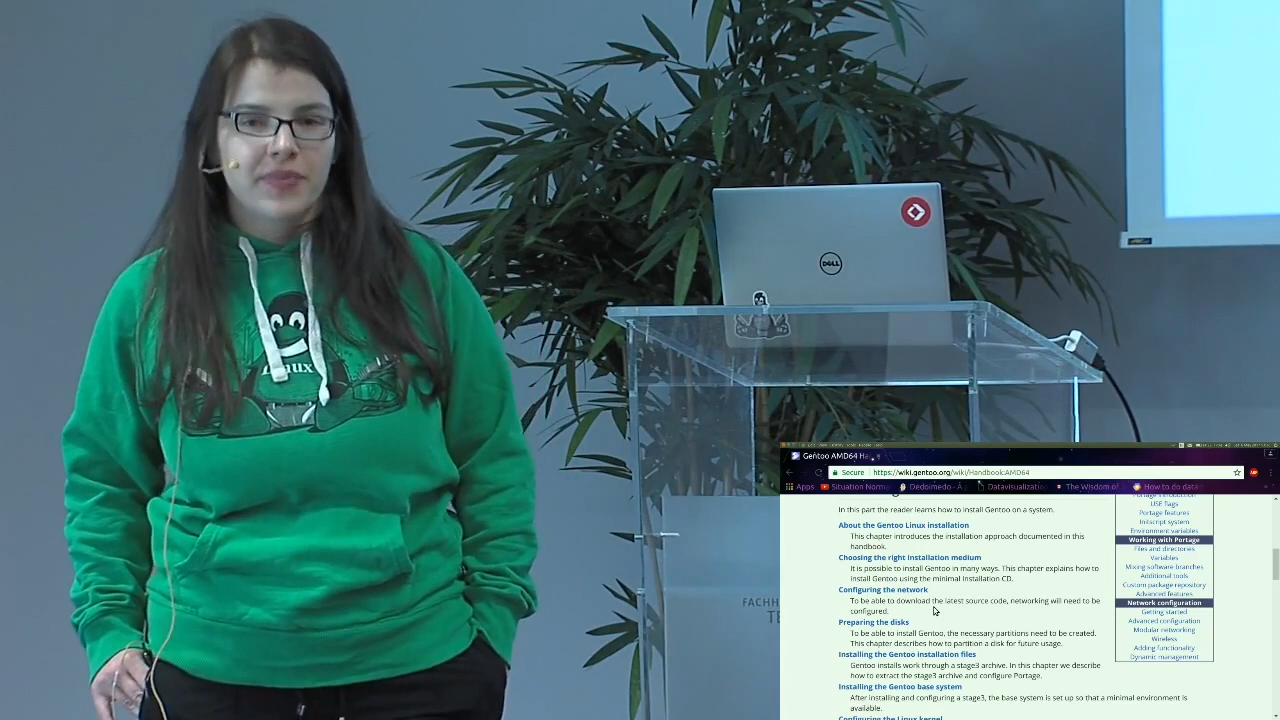 Linux
DELL
FACHH
TE
Gentoo AMD64 Ha
Secure
https://wiki.gentoo.org/wiki/Handbook:AMD64
Apps
Situation Norm
Dedoimedo - A
Datavisualizatio
The Wisdom of
How to do data
In this part the reader learns how to install Gentoo on a system.
About the Gentoo Linux installation
This chapter introduces the installation approach documented in this
handbook.
Choosing the right installation medium
It is possible to install Gentoo in many ways. This chapter explains how to
install Gentoo using the minimal Installation CD.
Configuring the network
To be able to download the latest source code, networking will need to be
configured.
Preparing the disks
To be able to install Gentoo, the necessary partitions need to be created.
This chapter describes how to partition a disk for future usage.
Installing the Gentoo installation files
Gentoo installs work through a stage3 archive. In this chapter we describe
how to extract the stage3 archive and configure Portage.
Installing the Gentoo base system
After installing and configuring a stage3, the base system is set up so that a minimal environment is
available.
Configuring the Linux kernel
Portage introduction
USE flags
Portage features
Initscript system
Environment variables
Working with Portage
Files and directories
Variables
Mixing software branches
Additional tools
Custom package repository
Advanced features
Network configuration
Getting started
Advanced configuration
Modular networking
Wireless
Adding functionality
Dynamic management